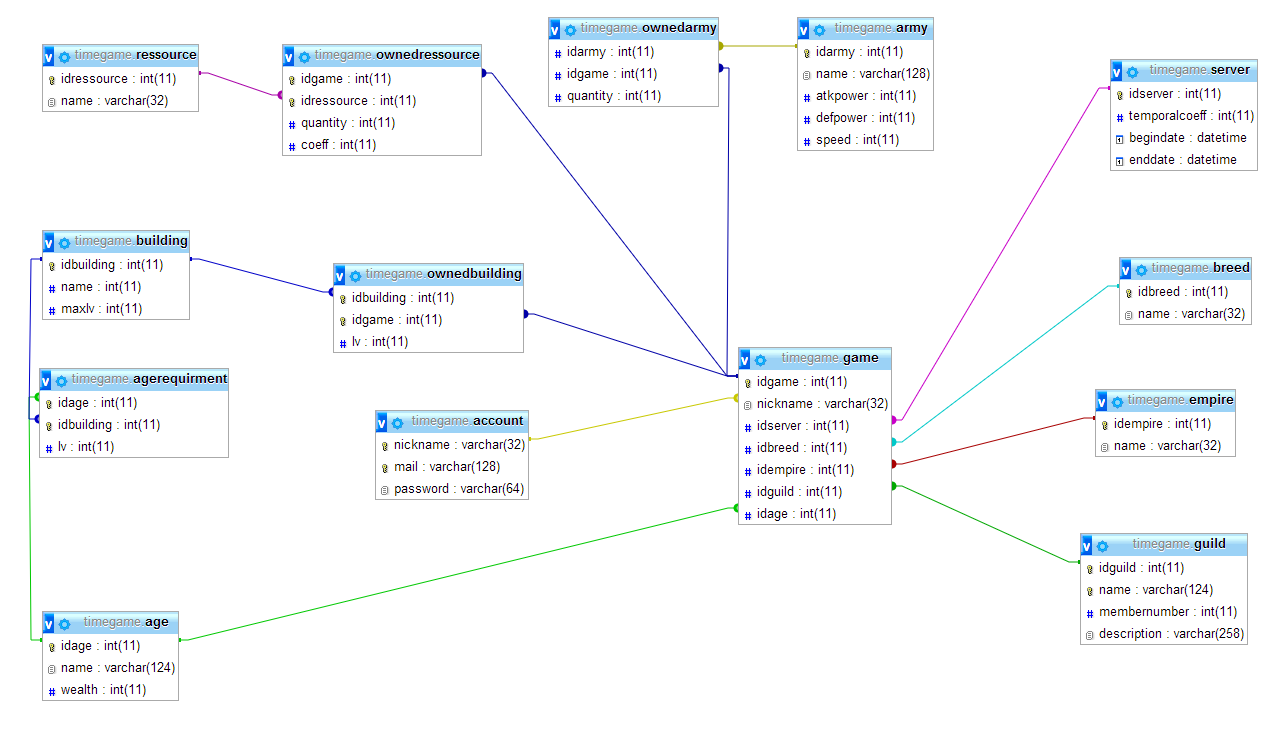 timegame.ressource
idressource : int(11)
name : varchar(32)
timegame.ownedressource
idgame : int(11)
idressource : int(11)
quantity : int(11)
coeff : int(11)
timegame.ownedarmy
idarmy : int(11)
idgame : int(11)
quantity : int(11)
timegame.army
idarmy : int(11)
name : varchar(128)
atkpower : int(11)
defpower : int(11)
speed : int(11)
timegame.server
idserver : int(11)
temporalcoeff : int(11)
begindate : datetime
enddate : datetime
timegame.building
idbuilding : int(11)
name : int(11)
maxlv : int(11)
timegame.ownedbuilding
idbuilding : int(11)
idgame : int(11)
lv : int(11)
timegame.breed
idbreed : int(11)
name : varchar(32)
timegame.agerequirment
idage : int(11)
idbuilding : int(11)
lv : int(11)
timegame.account
nickname : varchar(32)
mail : varchar(128)
password : varchar(64)
timegame.game
idgame : int(11)
nickname : varchar(32)
idserver : int(11)
idbreed : int(11)
idempire : int(11)
idguild : int(11)
idage : int(11)
timegame.empire
idempire : int(11)
name : varchar(32)
timegame.guild
idguild : int(11)
name : varchar(124)
membernumber : int(11)
description : varchar(258)
timegame.age
idage : int(11)
name : varchar(124)
wealth : int(11)